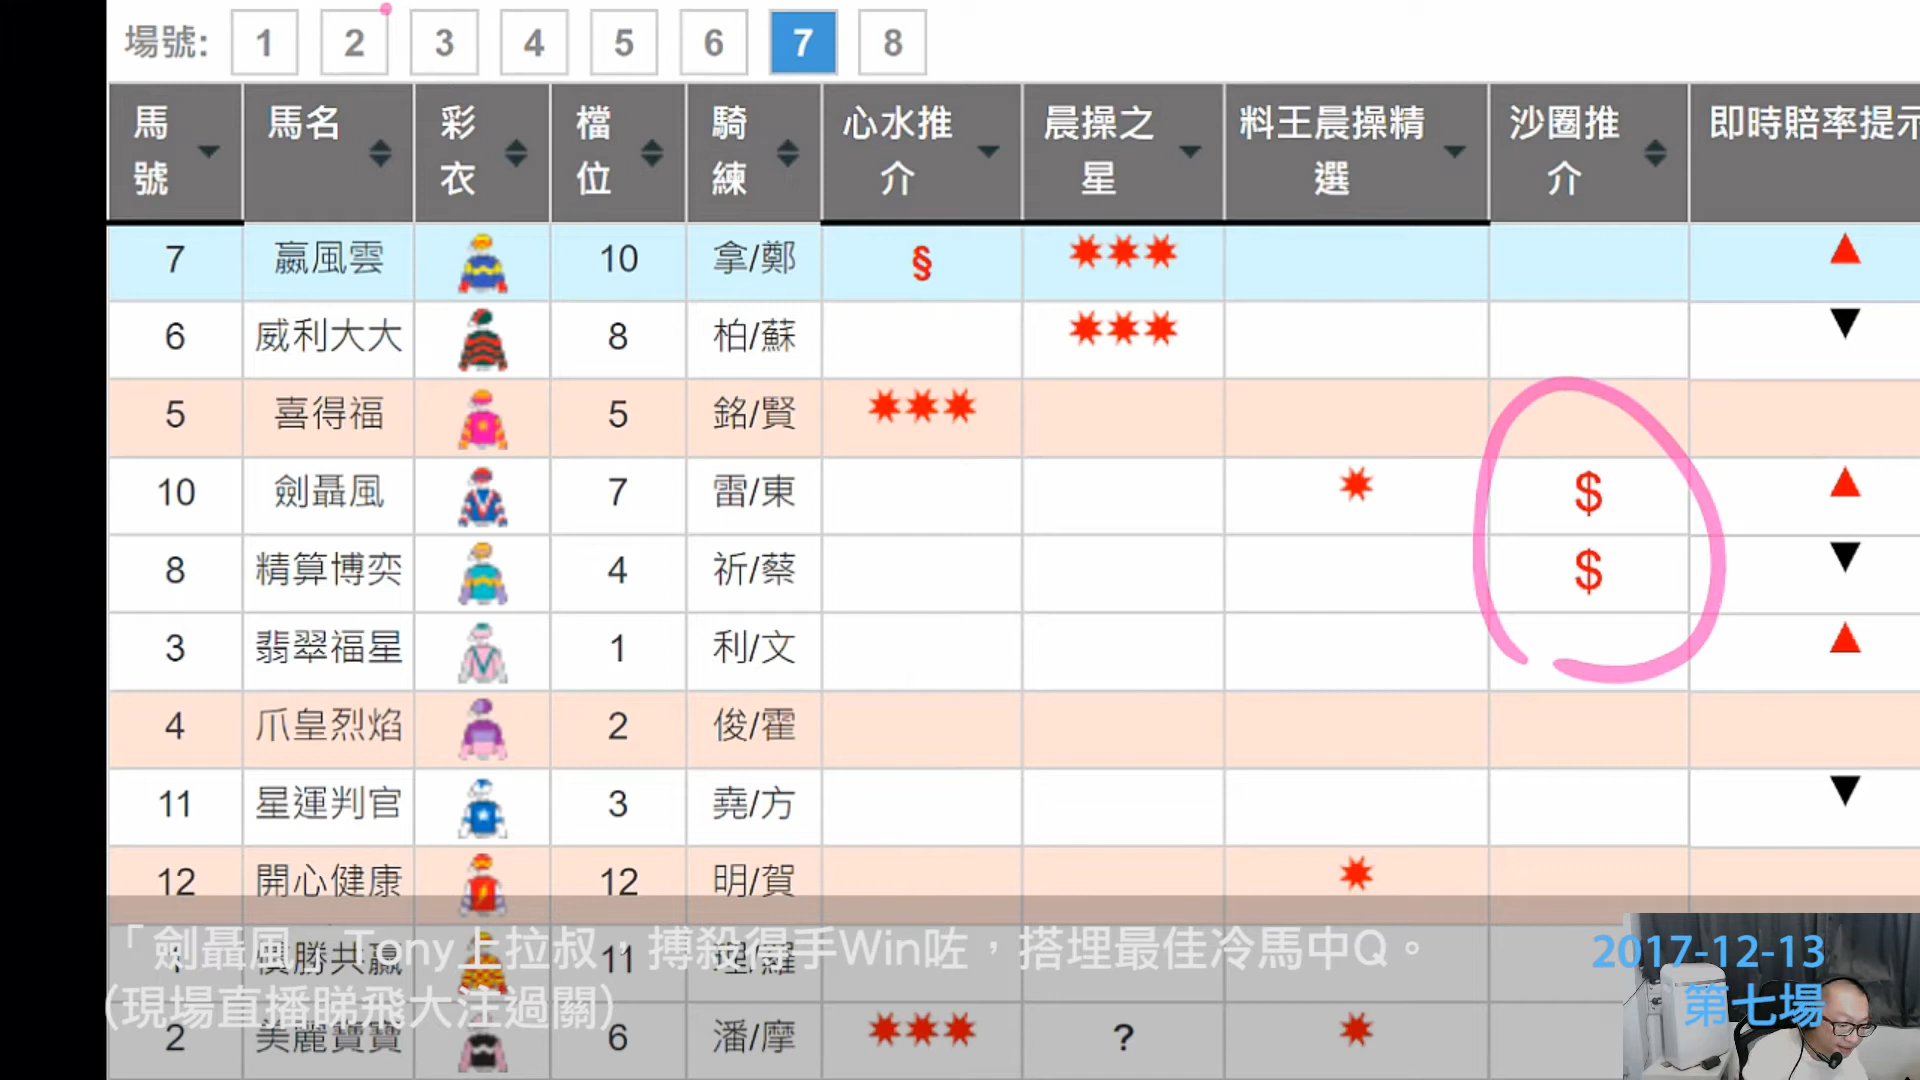 場號: 1 2 3 4 5 6 7 8
馬號 馬名 彩衣 檔位 騎練 心水推介 晨操之星 料王晨操精選 沙圈推介 即時賠率提示
7 贏風雲 10 拿/鄭 §
6 威利大大 8 柏/蘇
5 喜得福 5 銘/賢
10 劍聶風 7 雷/東 $
8 精算博奕 4 祈/蔡 $
3 翡翠福星 1 利/文
4 爪皇烈焰 2 俊/霍
11 星運判官 3 堯/方
12 開心健康 12 明/賀
1 優勝共贏 11 理/羅
「劍聶風」Tony上拉叔，搏殺得手Win咗，搭埋最佳冷馬中Q。
(現場直播睇飛大注過關)
2 美麗寶寶 6 潘/摩 ?
2017-12-13
第七場